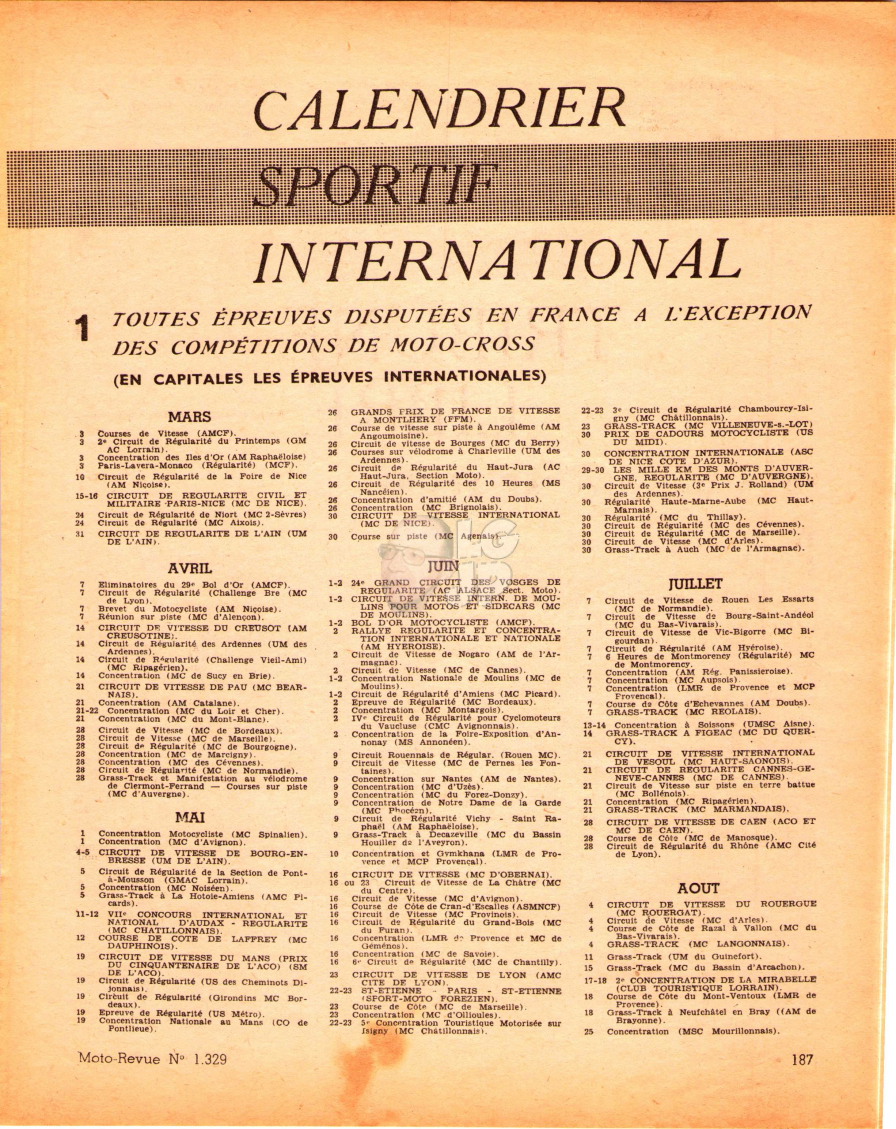 CALENDRIER
SPORTIF
INTERNATIONAL
1 TOUTES ÉPREUVES DISPUTÉES EN FRANCE A L'EXCEPTION
DES COMPÉTITIONS DE MOTO-CROSS
(EN CAPITALES LES ÉPREUVES INTERNATIONALES)
MARS
3 Courses de Vitesse (AMCF).
3 2e Circuit de Régularité du Printemps (GM
AC Lorrain).
3 Concentration des Iles d'Or (AM Raphaëloise)
3 Paris-Lavera-Monaco (Régularité) (MCF).
10 Circuit de Régularité de la Foire de Nice
(AM Niçoise).
15-16 CIRCUIT DE REGULARITE CIVIL ET
MILITAIRE PARIS-NICE (MC DE NICE).
24 Circuit de Régularité de Niort (MC 2-Sèvres)
24 Circuit de Régularité (MC Aixois).
31 CIRCUIT DE REGULARITE DE L'AIN (UM
DE L'AIN).
AVRIL
7 Eliminatoires du 29e Bol d'Or (AMCF).
7 Circuit de Régularité (Challenge Bre (MC
de Lyon).
7 Brevet du Motocycliste (AM Niçoise).
7 Réunion sur piste (MC d'Alençon).
14 CIRCUIT DE VITESSE DU CREUSOT (AM
CREUSOTINE).
14 Circuit de Régularité des Ardennes (UM des
Ardennes).
14 Circuit de Régularité (Challenge Vieil-Ami)
(MC Ripagérien).
14 Concentration (MC de Sucy en Brie).
21 CIRCUIT DE VITESSE DE PAU (MC BEAR-
NAIS).
21 Concentration (AM Catalane).
21-22 Concentration (MC du Loir et Cher).
21 Concentration (MC du Mont-Blanc).
28 Circuit de Vitesse (MC de Bordeaux).
28 Circuit de Vitesse (MC de Marseille).
28 Circuit de Régularité (MC de Bourgogne).
28 Concentration (MC de Marcigny).
28 Concentration (MC des Cévennes).
28 Circuit de Régularité (MC de Normandie).
28 Grass-Track et Manifestation au vélodrome
de Clermont-Ferrand — Courses sur piste
(MC d'Auvergne).
MAI
1 Concentration Motocycliste (MC Spinalien).
1 Concentration (MC d'Avignon).
4-5 CIRCUIT DE VITESSE DE BOURG-EN-
BRESSE (UM DE L'AIN).
5 Circuit de Régularité de la Section de Pont-
à-Mousson (GMAC Lorrain).
5 Concentration (MC Noiséen).
5 Grass-Track à La Hotoie-Amiens (AMC Pi-
cards).
11-12 VIIe CONCOURS INTERNATIONAL ET
NATIONAL D'AUDAX - REGULARITE
(MC CHATILLONNAIS).
12 COURSE DE COTE DE LAFFREY (MC
DAUPHINOIS).
19 CIRCUIT DE VITESSE DU MANS (PRIX
DU CINQUANTENAIRE DE L'ACO) (SM
DE L'ACO).
19 Circuit de Régularité (US des Cheminots Di-
jonnais).
19 Circuit de Régularité (Girondins MC Bor-
deaux).
19 Epreuve de Régularité (US Métro).
19 Concentration Nationale au Mans (CO de
Pontlieue).
26 GRANDS PRIX DE FRANCE DE VITESSE
A MONTLHERY (FFM).
26 Course de vitesse sur piste à Angoulême (AM
Angoumoisine).
26 Circuit de vitesse de Bourges (MC du Berry)
26 Courses sur vélodrome à Charleville (UM des
Ardennes).
26 Circuit de Régularité du Haut-Jura (AC
Haut-Jura, Section Moto).
26 Circuit de Régularité des 10 Heures (MS
Nancéien).
26 Concentration d'amitié (AM du Doubs).
26 Concentration (MC Brignolais).
30 CIRCUIT DE VITESSE INTERNATIONAL
(MC DE NICE).
30 Course sur piste (MC Agenais).
JUIN
1-2 24e GRAND CIRCUIT DES VOSGES DE
REGULARITE (AC ALSACE Sect. Moto).
1-2 CIRCUIT DE VITESSE INTERN. DE MOU-
LINS POUR MOTOS ET SIDECARS (MC
DE MOULINS).
1-2 BOL D'OR MOTOCYCLISTE (AMCF).
2 RALLYE REGULARITE ET CONCENTRA-
TION INTERNATIONALE ET NATIONALE
(AM HYEROISE).
2 Circuit de Vitesse de Nogaro (AM de l'Ar-
magnac).
2 Circuit de Vitesse (MC de Cannes).
1-2 Concentration Nationale de Moulins (MC de
Moulins).
1-2 Circuit de Régularité d'Amiens (MC Picard).
2 Epreuve de Régularité (MC Bordeaux).
2 Concentration (MC Montargois).
2 IVe Circuit de Régularité pour Cyclomoteurs
du Vaucluse (CMC Avignonnais).
2 Concentration de la Foire-Exposition d'An-
nonay (MS Annonéen).
9 Circuit Rouennais de Régular. (Rouen MC).
9 Circuit de Vitesse (MC de Pernes les Fon-
taines).
9 Concentration sur Nantes (AM de Nantes).
9 Concentration (MC d'Uzès).
9 Concentration (MC du Forez-Donzy).
9 Concentration de Notre Dame de la Garde
(MC Phocéen).
9 Circuit de Régularité Vichy - Saint Ra-
phaël (AM Raphaëloise).
9 Grass-Track à Decazeville (MC du Bassin
Houiller de l'Aveyron).
10 Concentration et Gymkhana (LMR de Pro-
vence et MCP Provençal).
16 CIRCUIT DE VITESSE (MC D'OBERNAI).
16 ou 23 Circuit de Vitesse de La Châtre (MC
du Centre).
16 Circuit de Vitesse (MC d'Avignon).
16 Course de Côte de Cran-d'Escalles (ASMNCF)
16 Circuit de Vitesse (MC Provinois).
16 Circuit de Régularité du Grand-Bois (MC
du Furan).
16 Concentration (LMR de Provence et MC de
Gémenos).
16 Concentration (MC de Savoie).
16 6e Circuit de Régularité (MC de Chantilly).
23 CIRCUIT DE VITESSE DE LYON (AMC
CITE DE LYON).
22-23 ST-ETIENNE - PARIS - ST-ETIENNE
(SPORT-MOTO FOREZIEN).
23 Course de Côte (MC de Marseille).
23 Concentration (MC d'Ollioules).
22-23 5e Concentration Touristique Motorisée sur
Isigny (MC Châtillonnais).
22-23 3e Circuit de Régularité Chambourcy-Isi-
gny (MC Châtillonnais).
23 GRASS-TRACK (MC VILLENEUVE-s.-LOT)
30 PRIX DE CADOURS MOTOCYCLISTE (US
DU MIDI).
30 CONCENTRATION INTERNATIONALE (ASC
DE NICE COTE D'AZUR).
29-30 LES MILLE KM DES MONTS D'AUVER-
GNE, REGULARITE (MC D'AUVERGNE).
30 Circuit de Vitesse (3e Prix J. Rolland) (UM
des Ardennes).
30 Régularité Haute-Marne-Aube (MC Haut-
Marnais).
30 Régularité (MC du Thillay).
30 Circuit de Régularité (MC des Cévennes).
30 Circuit de Régularité (MC de Marseille).
30 Circuit de Vitesse (MC d'Arles).
30 Grass-Track à Auch (MC de l'Armagnac).
JUILLET
7 Circuit de Vitesse de Rouen Les Essarts
(MC de Normandie).
7 Circuit de Vitesse de Bourg-Saint-Andéol
(MC du Bas-Vivarais).
7 Circuit de Vitesse de Vic-Bigorre (MC Bi-
gourdan).
7 Circuit de Régularité (AM Hyéroise).
7 6 Heures de Montmorency (Régularité) MC
de Montmorency.
7 Concentration (AM Rég. Panissieroise).
7 Concentration (MC Aupsois).
7 Concentration (LMR de Provence et MCP
Provençal).
7 Course de Côte d'Echevannes (AM Doubs).
7 GRASS-TRACK (MC REOLAIS).
13-14 Concentration à Soissons (UMSC Aisne).
14 GRASS-TRACK A FIGEAC (MC DU QUER-
CY).
21 CIRCUIT DE VITESSE INTERNATIONAL
DE VESOUL (MC HAUT-SAONOIS).
21 CIRCUIT DE REGULARITE CANNES-GE-
NEVE-CANNES (MC DE CANNES).
21 Circuit de Vitesse sur piste en terre battue
(MC Bollénois).
21 Concentration (MC Ripagérien).
21 GRASS-TRACK (MC MARMANDAIS).
28 CIRCUIT DE VITESSE DE CAEN (ACO ET
MC DE CAEN).
28 Course de Côte (MC de Manosque).
28 Circuit de Régularité du Rhône (AMC Cité
de Lyon).
AOUT
4 CIRCUIT DE VITESSE DU ROUERGUE
(MC ROUERGAT).
4 Circuit de Vitesse (MC d'Arles).
4 Course de Côte de Razal à Vallon (MC du
Bas-Vivarais).
4 GRASS-TRACK (MC LANGONNAIS).
11 Grass-Track (UM du Guinefort).
15 Grass-Track (MC du Bassin d'Arcachon).
17-18 2e CONCENTRATION DE LA MIRABELLE
(CLUB TOURISTIQUE LORRAIN).
18 Course de Côte du Mont-Ventoux (LMR de
Provence).
18 Grass-Track à Neufchâtel en Bray ((AM de
Brayonne).
25 Concentration (MSC Mourillonnais).
Moto-Revue No 1.329
187